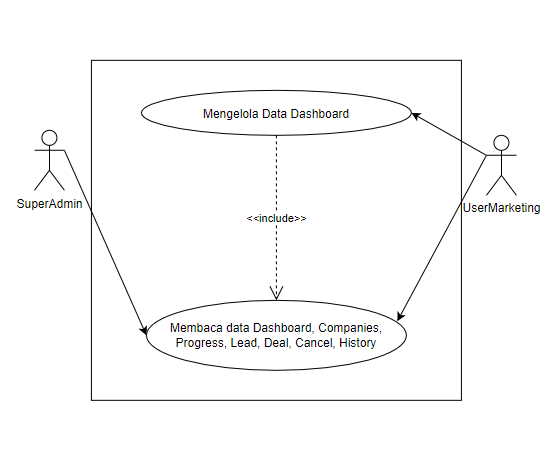 Mengelola Data Dashboard
SuperAdmin
UserMarketing
<<include>>
Membaca data Dashboard, Companies,
Progress, Lead, Deal, Cancel, History